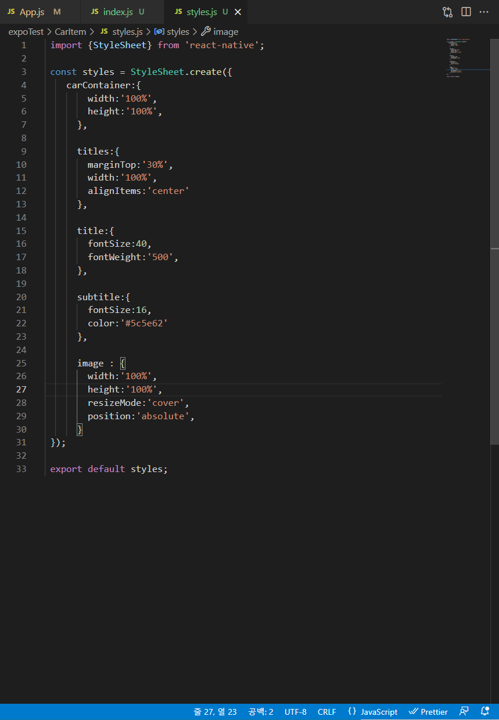 JS App.js M JS index.js U JS styles.js U
expoTest > CarItem > JS styles.js > styles > image
1 import {StyleSheet} from 'react-native';
2
3 const styles = StyleSheet.create({
4 carContainer:{
5 width:'100%',
6 height:'100%',
7 },
8
9 titles:{
10 marginTop:'30%',
11 width:'100%',
12 alignItems:'center'
13 },
14
15 title:{
16 fontSize:40,
17 fontWeight:'500',
18 },
19
20 subtitle:{
21 fontSize:16,
22 color:'#5c5e62'
23 },
24
25 image : {
26 width:'100%',
27 height:'100%',
28 resizeMode:'cover',
29 position:'absolute',
30 }
31 });
32
33 export default styles;
줄 27, 열 23 공백: 2 UTF-8 CRLF {} JavaScript Prettier